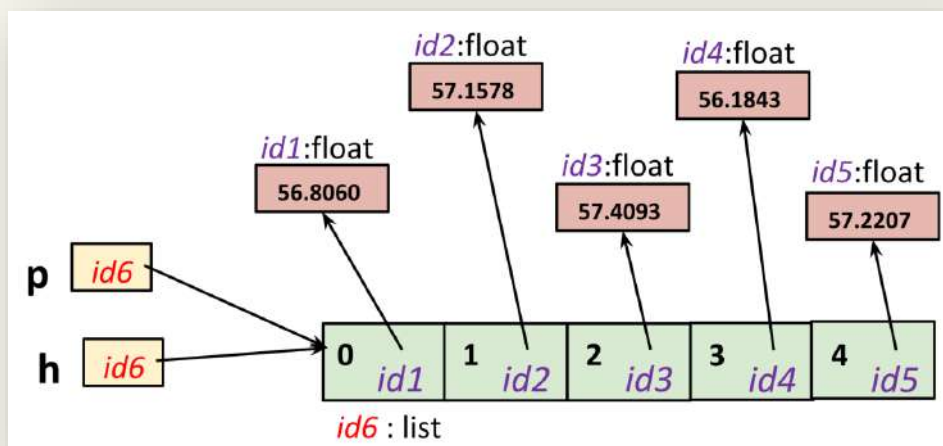 id2:float
57.1578
id4:float
56.1843
id1:float
56.8060
id3:float
57.4093
id5:float
57.2207
p id6
h id6
0 id1 1 id2 2 id3 3 id4 4 id5
id6 : list